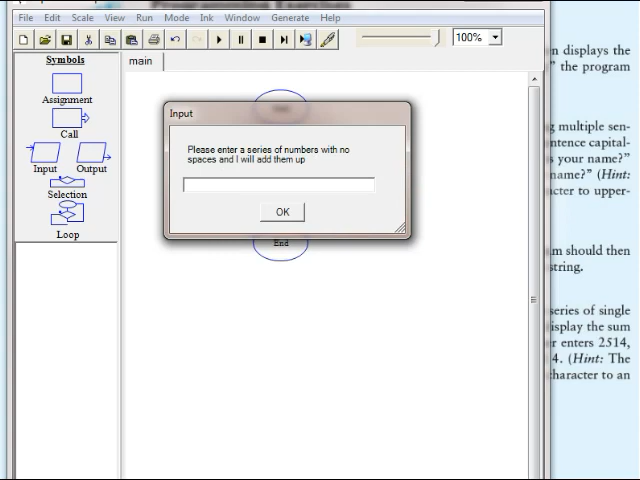 Programming Exercises
File Edit Scale View Run Mode Ink Window Generate Help
100%
Symbols
main
Assignment
Call
Input Output
Selection
Loop
Input
Please enter a series of numbers with no
spaces and I will add them up
OK
End
n displays the
” the program
g multiple sen-
ntence capital-
s your name?”
name?” (Hint:
acter to upper-
m should then
string.
series of single
isplay the sum
r enters 2514,
4. (Hint: The
character to an